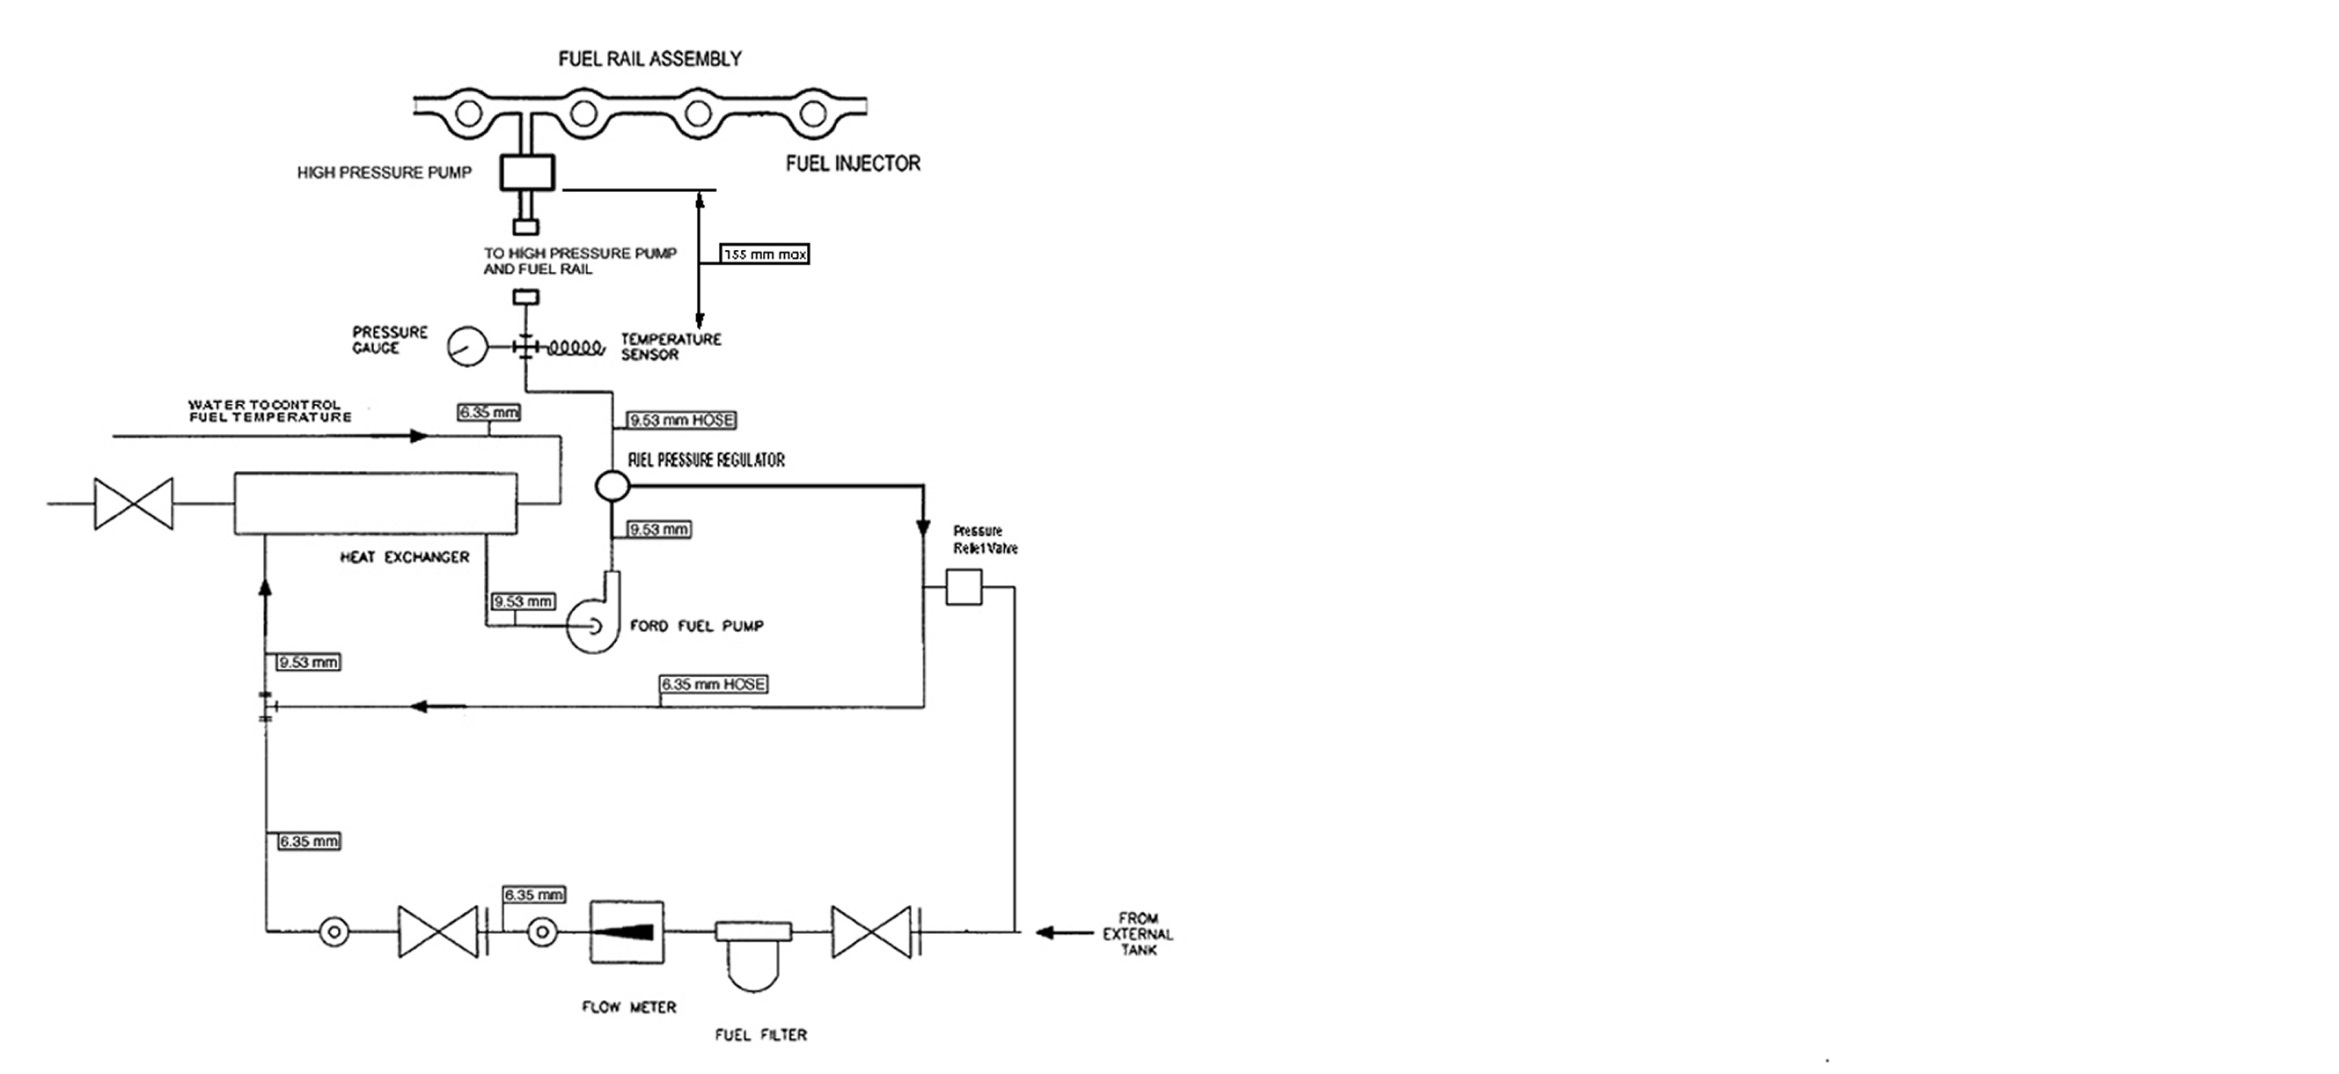 FUEL RAIL ASSEMBLY
FUEL INJECTOR
HIGH PRESSURE PUMP
TO HIGH PRESSURE PUMP
AND FUEL RAIL
155 mm max
PRESSURE
GAUGE
TEMPERATURE
SENSOR
WATER TO CONTROL
FUEL TEMPERATURE
6.35 mm
9.53 mm HOSE
FUEL PRESSURE REGULATOR
9.53 mm
Pressure
Relief Valve
HEAT EXCHANGER
9.53 mm
FORD FUEL PUMP
9.53 mm
6.35 mm HOSE
6.35 mm
6.35 mm
FROM
EXTERNAL
TANK
FLOW METER
FUEL FILTER